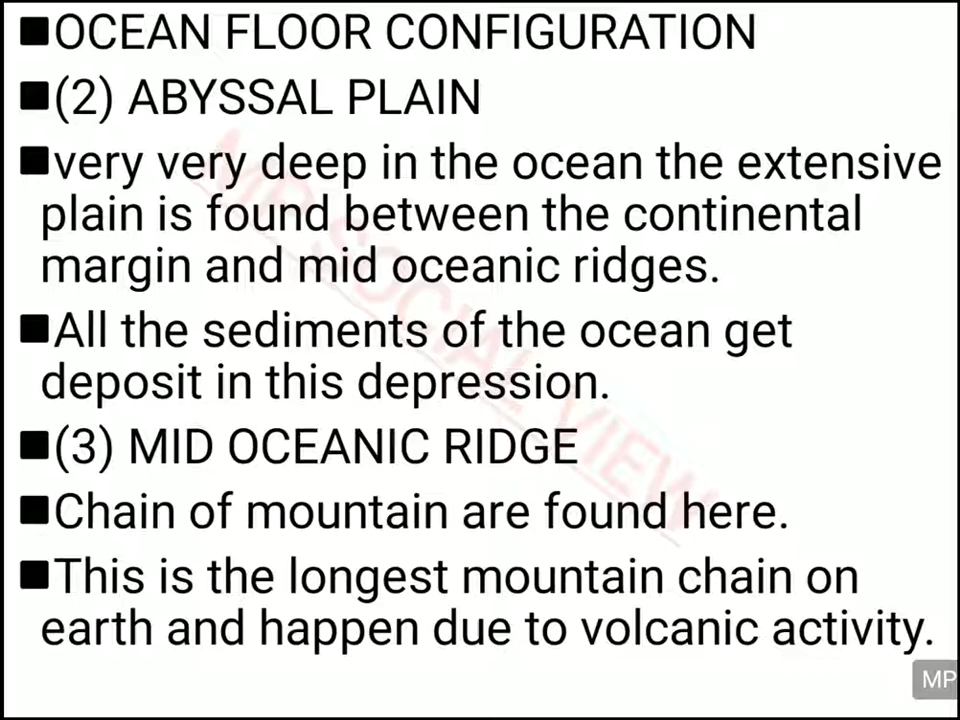 ■OCEAN FLOOR CONFIGURATION
■(2) ABYSSAL PLAIN
■very very deep in the ocean the extensive
plain is found between the continental
margin and mid oceanic ridges.
■All the sediments of the ocean get
deposit in this depression.
■(3) MID OCEANIC RIDGE
■Chain of mountain are found here.
■This is the longest mountain chain on
earth and happen due to volcanic activity.
MP SOCIAL VIEW
MP